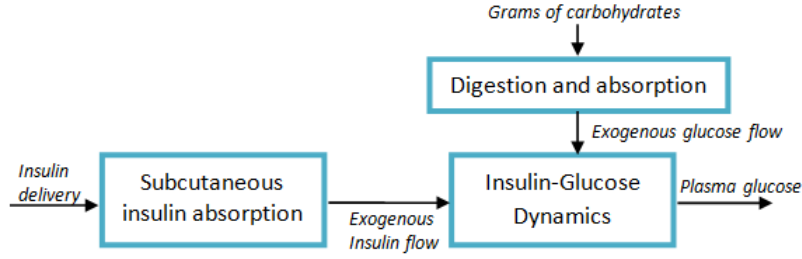 Grams of carbohydrates
Digestion and absorption
Exogenous glucose flow
Insulin
delivery
Subcutaneous
insulin absorption
Exogenous
Insulin flow
Insulin-Glucose
Dynamics
Plasma glucose